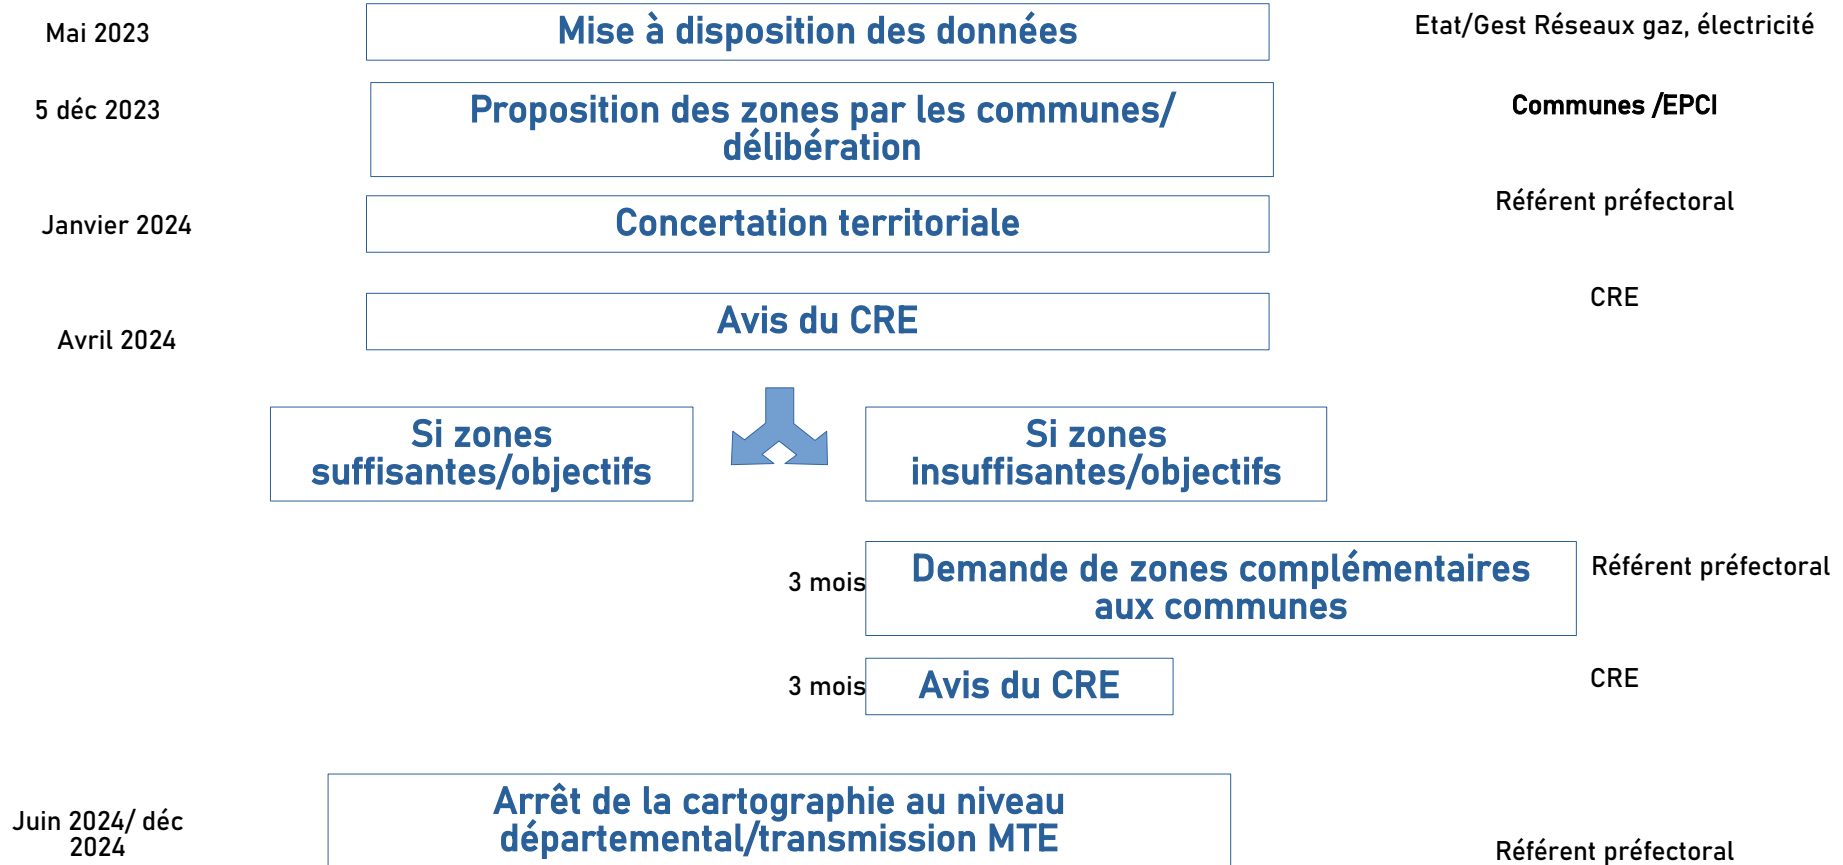 Mai 2023
Mise à disposition des données
Etat/Gest Réseaux gaz, électricité
5 déc 2023
Proposition des zones par les communes/
délibération
Communes /EPCI
Janvier 2024
Concertation territoriale
Référent préfectoral
Avril 2024
Avis du CRE
CRE
Si zones
suffisantes/objectifs
Si zones
insuffisantes/objectifs
3 mois
Demande de zones complémentaires
aux communes
Référent préfectoral
3 mois
Avis du CRE
CRE
Juin 2024/ déc
2024
Arrêt de la cartographie au niveau
départemental/transmission MTE
Référent préfectoral